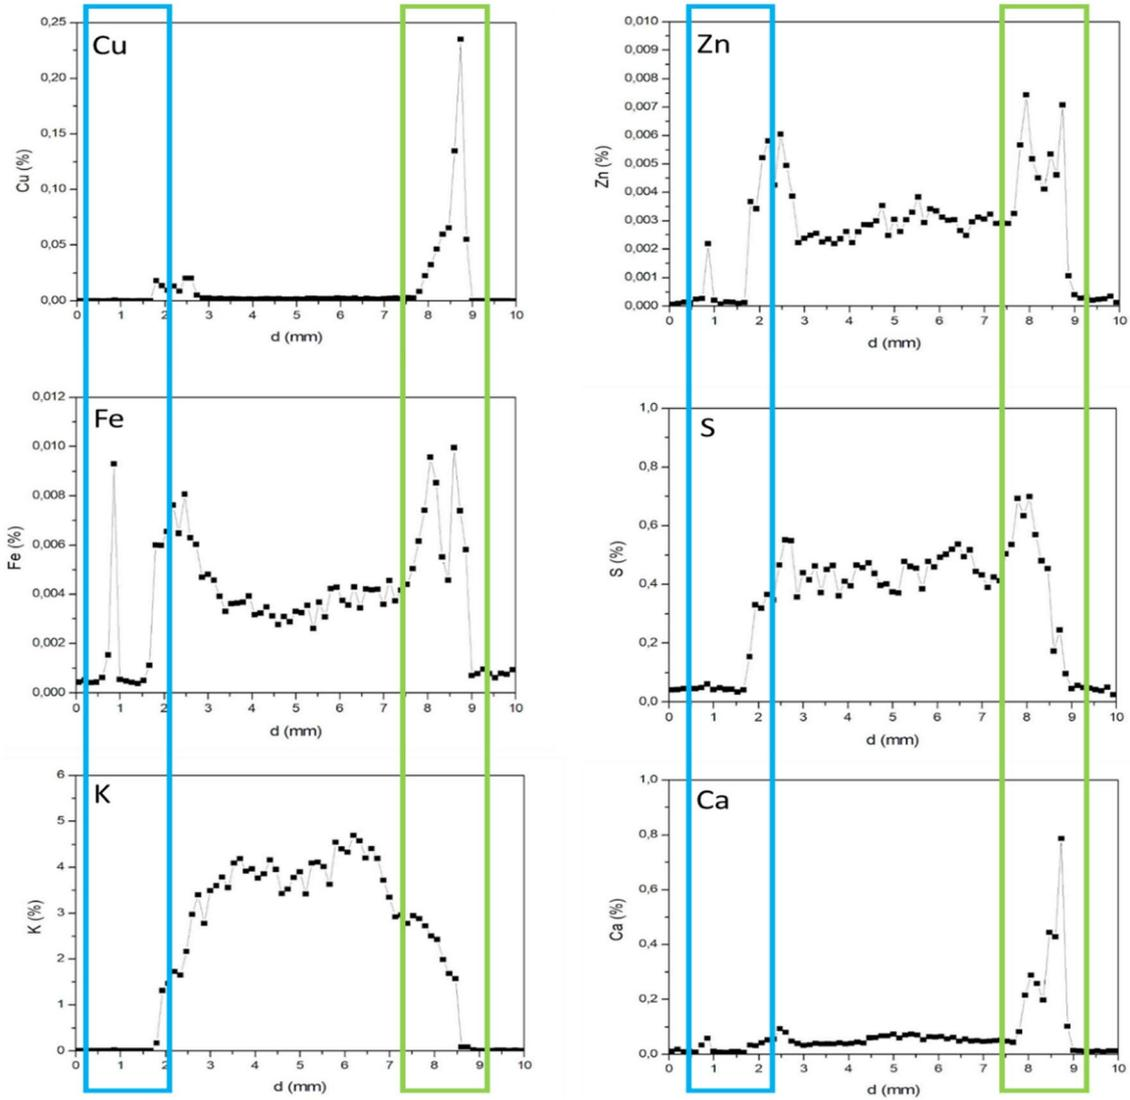 Cu
0,25
0,20
0,15
0,10
0,05
0,00
Cu (%)
0 1 2 3 4 5 6 7 8 9 10
d (mm)
Zn
0,010
0,009
0,008
0,007
0,006
0,005
0,004
0,003
0,002
0,001
0,000
Zn (%)
0 1 2 3 4 5 6 7 8 9 10
d (mm)
Fe
0,012
0,010
0,008
0,006
0,004
0,002
0,000
Fe (%)
0 1 2 3 4 5 6 7 8 9 10
d (mm)
S
1,0
0,8
0,6
0,4
0,2
0,0
S (%)
0 1 2 3 4 5 6 7 8 9 10
d (mm)
K
6
5
4
3
2
1
0
K (%)
0 1 2 3 4 5 6 7 8 9 10
d (mm)
Ca
1,0
0,8
0,6
0,4
0,2
0,0
Ca (%)
0 1 2 3 4 5 6 7 8 9 10
d (mm)